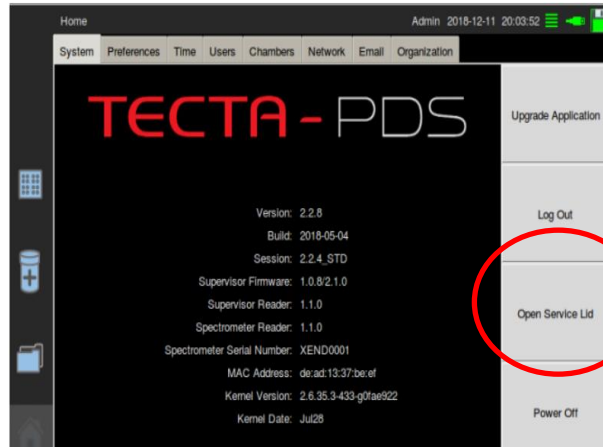 Home Admin 2018-12-11 20:03:52
System Preferences Time Users Chambers Network Email Organization
TECTA-PDS
Version: 2.2.8
Build: 2018-05-04
Session: 2.2.4_STD
Supervisor Firmware: 1.0.8/2.1.0
Supervisor Reader: 1.1.0
Spectrometer Reader: 1.1.0
Spectrometer Serial Number: XEND0001
MAC Address: de:ad:13:37:be:ef
Kernel Version: 2.6.35.3-433-g0fae922
Kernel Date: Jul28
Upgrade Application
Log Out
Open Service Lid
Power Off